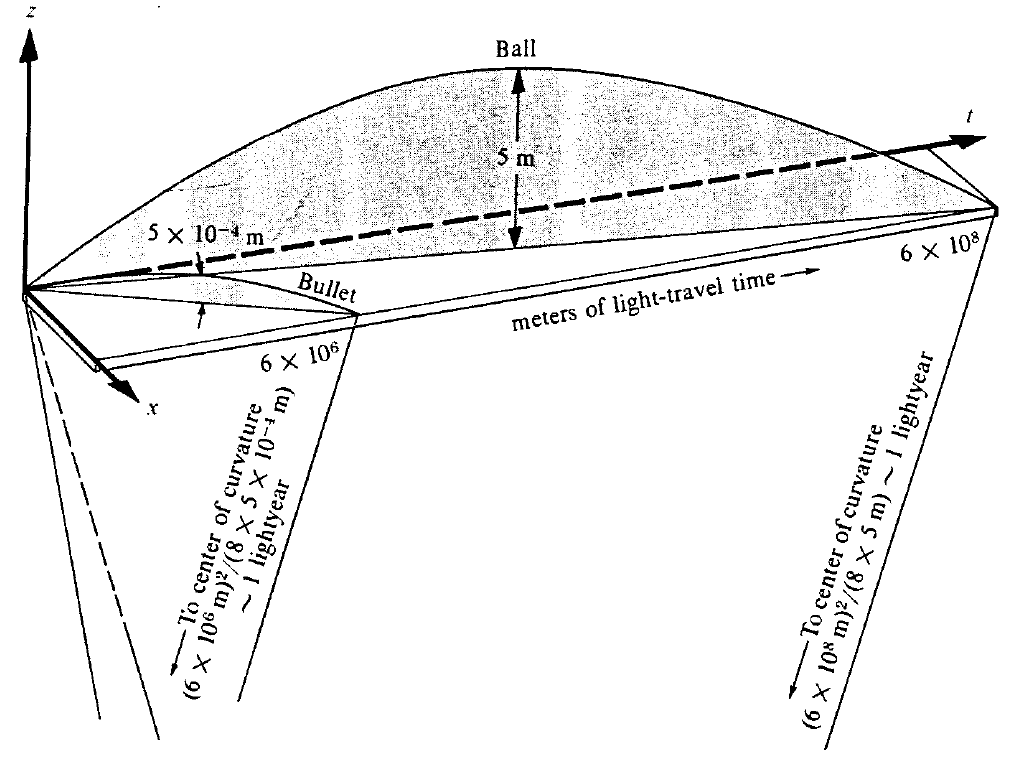 z
Ball
t
5 m
5 × 10⁻⁴ m
Bullet
6 × 10⁸
meters of light-travel time →
6 × 10⁶
x
← To center of curvature
(6 × 10⁶ m)²/(8 × 5 × 10⁻⁴ m)
~ 1 lightyear
← To center of curvature
(6 × 10⁸ m)²/(8 × 5 m) ~ 1 lightyear